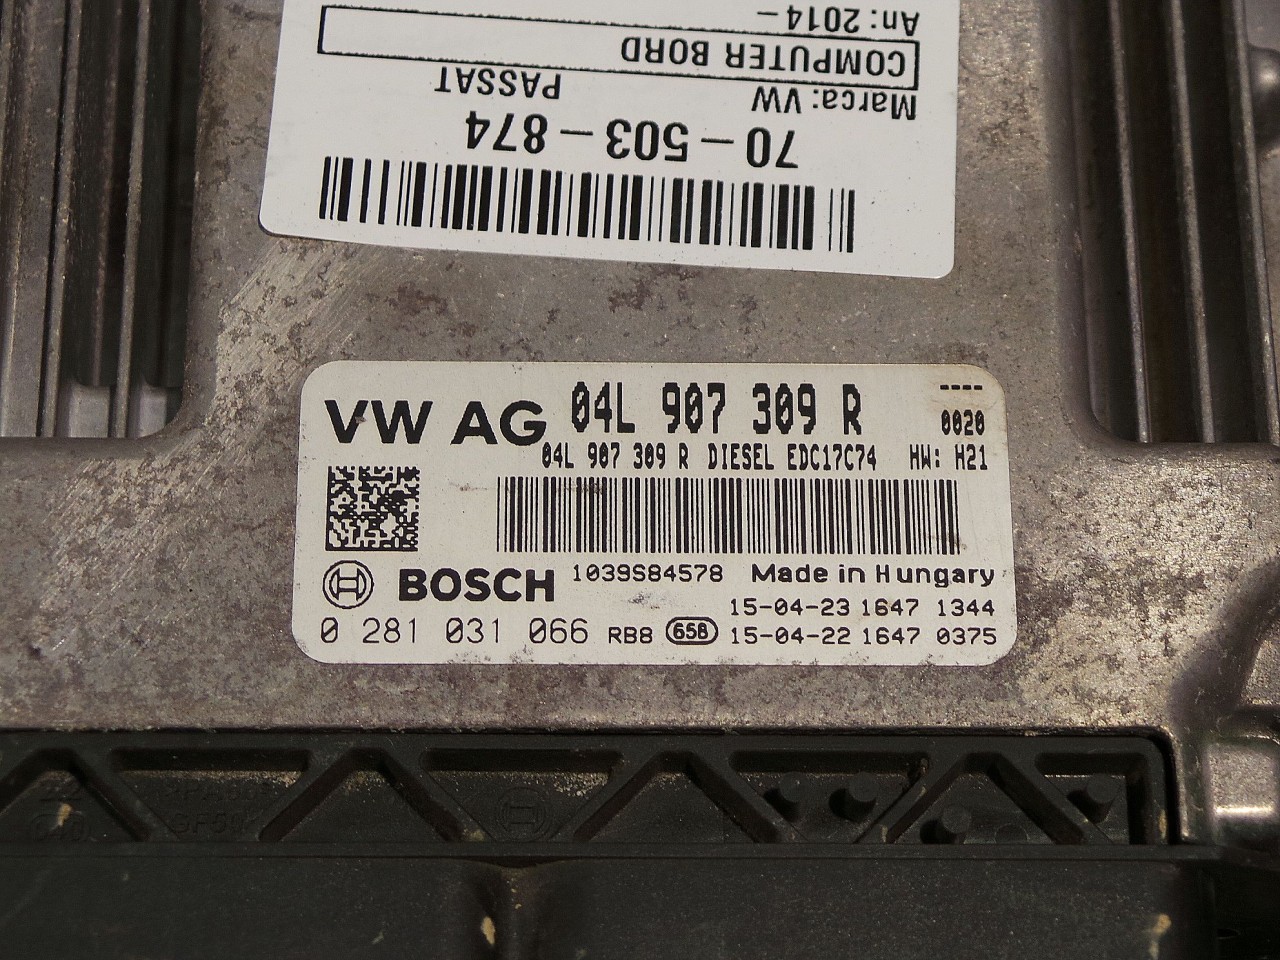 An: 2014-
COMPUTER BORD
Marca: VW PASSAT
70-503-874
VW AG 04L 907 309 R ----
0020
04L 907 309 R DIESEL EDC17C74 HW: H21
BOSCH 1039S84578 Made in Hungary
15-04-23 1647 1344
0 281 031 066 RB8 65B 15-04-22 1647 0375